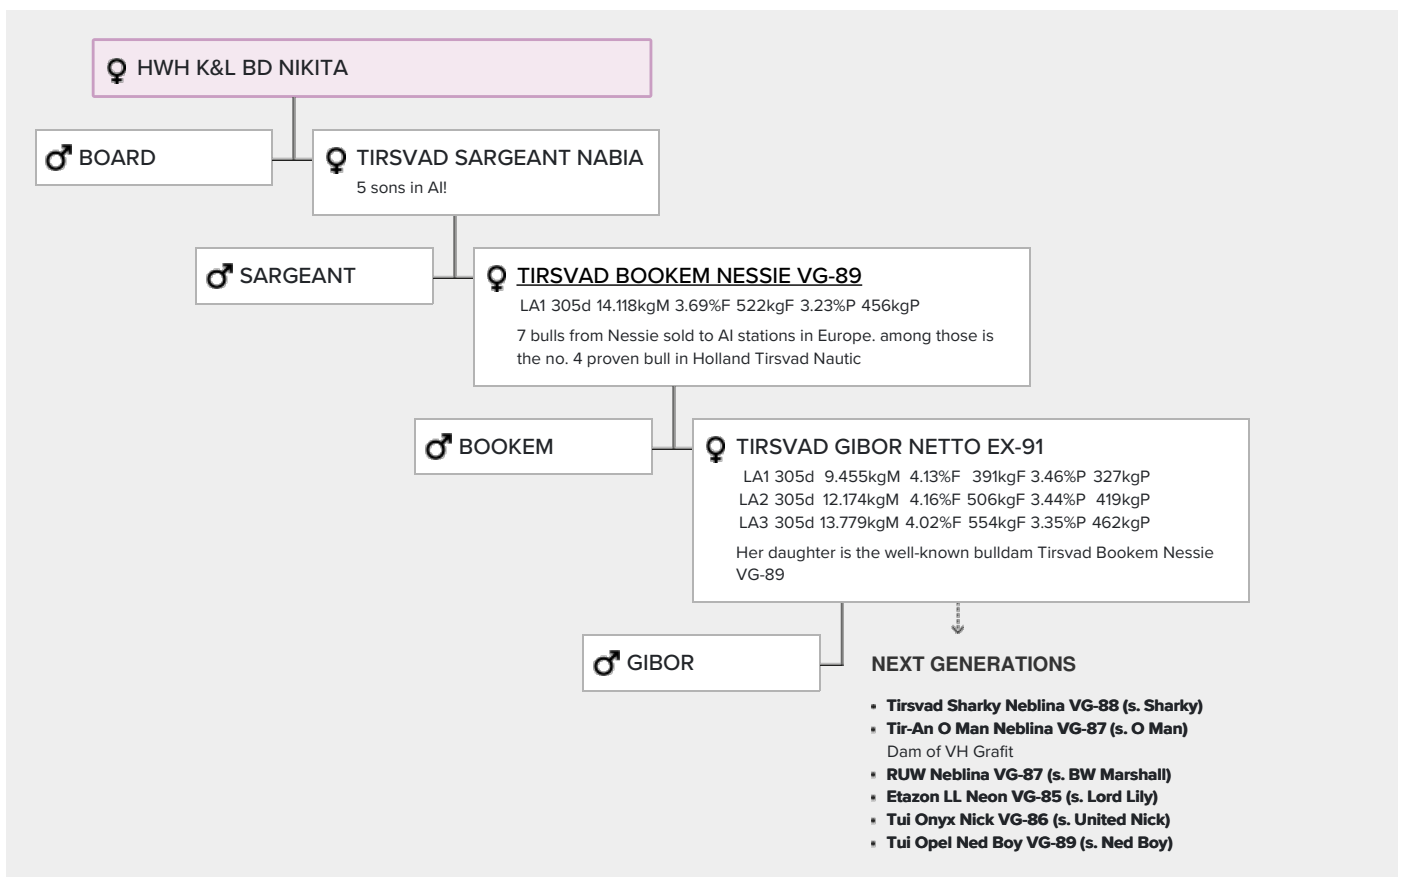 HWH K&L BD NIKITA
BOARD
TIRSVAD SARGEANT NABIA
5 sons in AI!
SARGEANT
TIRSVAD BOOKEM NESSIE VG-89
LA1 305d 14.118kgM 3.69%F 522kgF 3.23%P 456kgP
7 bulls from Nessie sold to AI stations in Europe. among those is
the no. 4 proven bull in Holland Tirsvad Nautic
BOOKEM
TIRSVAD GIBOR NETTO EX-91
LA1 305d 9.455kgM 4.13%F 391kgF 3.46%P 327kgP
LA2 305d 12.174kgM 4.16%F 506kgF 3.44%P 419kgP
LA3 305d 13.779kgM 4.02%F 554kgF 3.35%P 462kgP
Her daughter is the well-known bulldam Tirsvad Bookem Nessie
VG-89
GIBOR
NEXT GENERATIONS
▪ Tirsvad Sharky Neblina VG-88 (s. Sharky)
▪ Tir-An O Man Neblina VG-87 (s. O Man)
Dam of VH Grafit
▪ RUW Neblina VG-87 (s. BW Marshall)
▪ Etazon LL Neon VG-85 (s. Lord Lily)
▪ Tui Onyx Nick VG-86 (s. United Nick)
▪ Tui Opel Ned Boy VG-89 (s. Ned Boy)